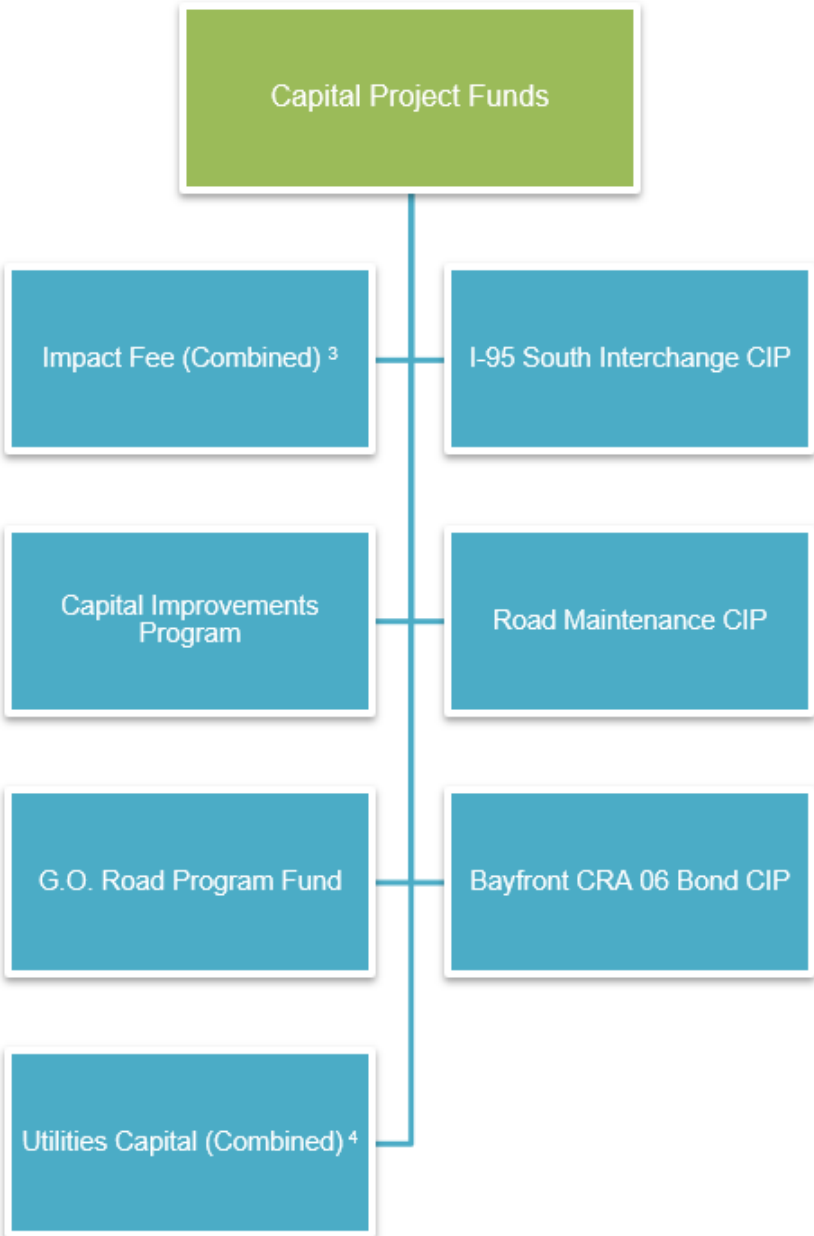 Capital Project Funds
Impact Fee (Combined) ³
I-95 South Interchange CIP
Capital Improvements
Program
Road Maintenance CIP
G.O. Road Program Fund
Bayfront CRA 06 Bond CIP
Utilities Capital (Combined) ⁴